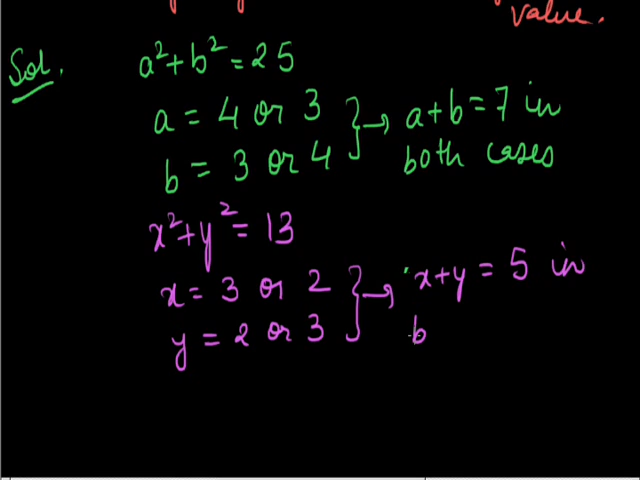 value.
Sol.
a²+b²=25
a = 4 or 3
b = 3 or 4
} → a+b=7 in
both cases
x²+y²=13
x = 3 or 2
y = 2 or 3
} → x+y = 5 in
b